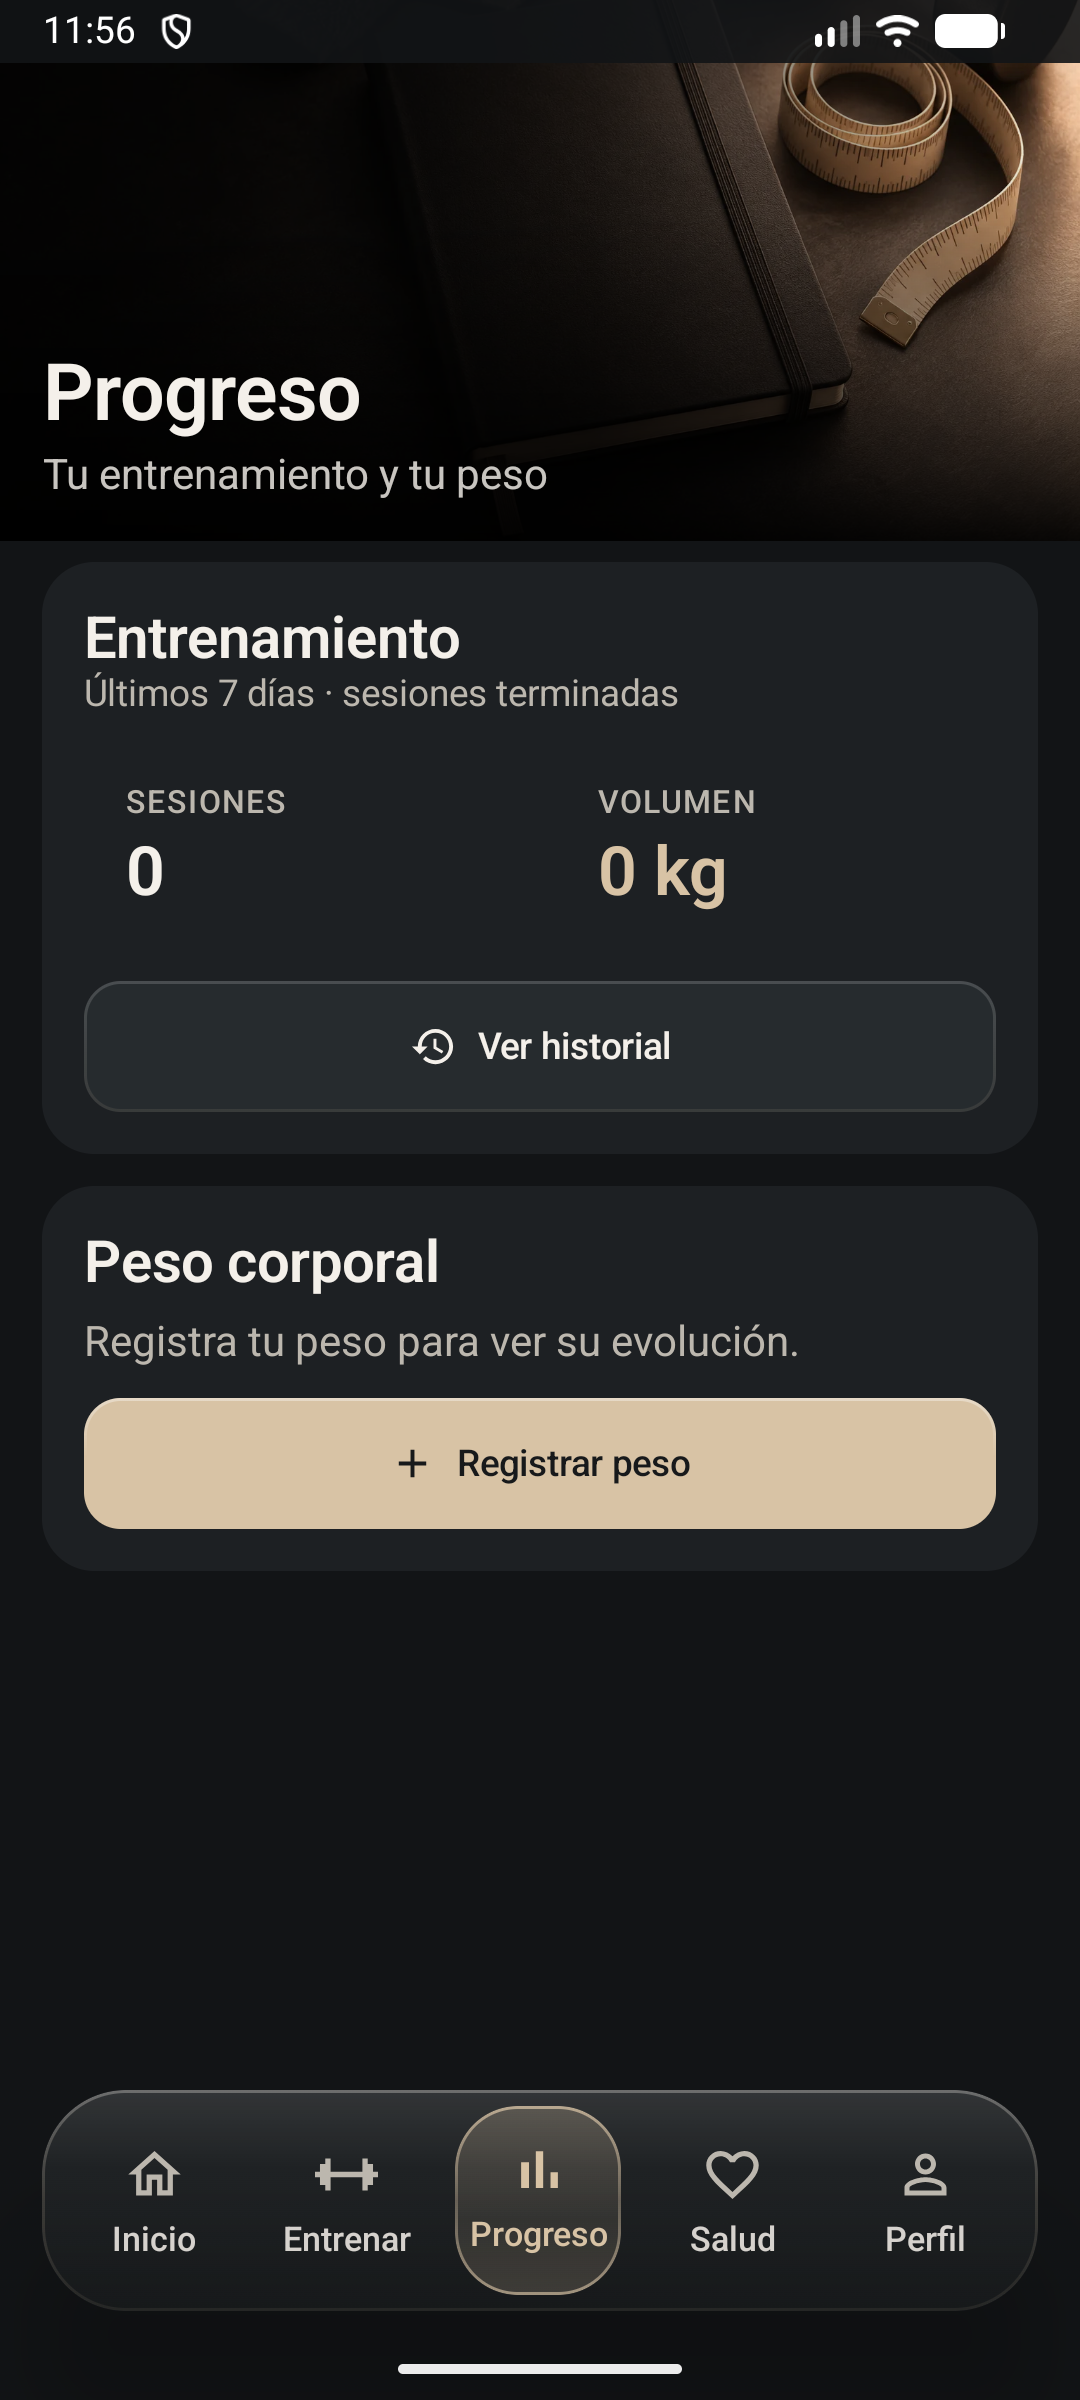 11:56
Progreso
Tu entrenamiento y tu peso
Entrenamiento
Últimos 7 días · sesiones terminadas
SESIONES
0
VOLUMEN
0 kg
Ver historial
Peso corporal
Registra tu peso para ver su evolución.
Registrar peso
Inicio
Entrenar
Progreso
Salud
Perfil